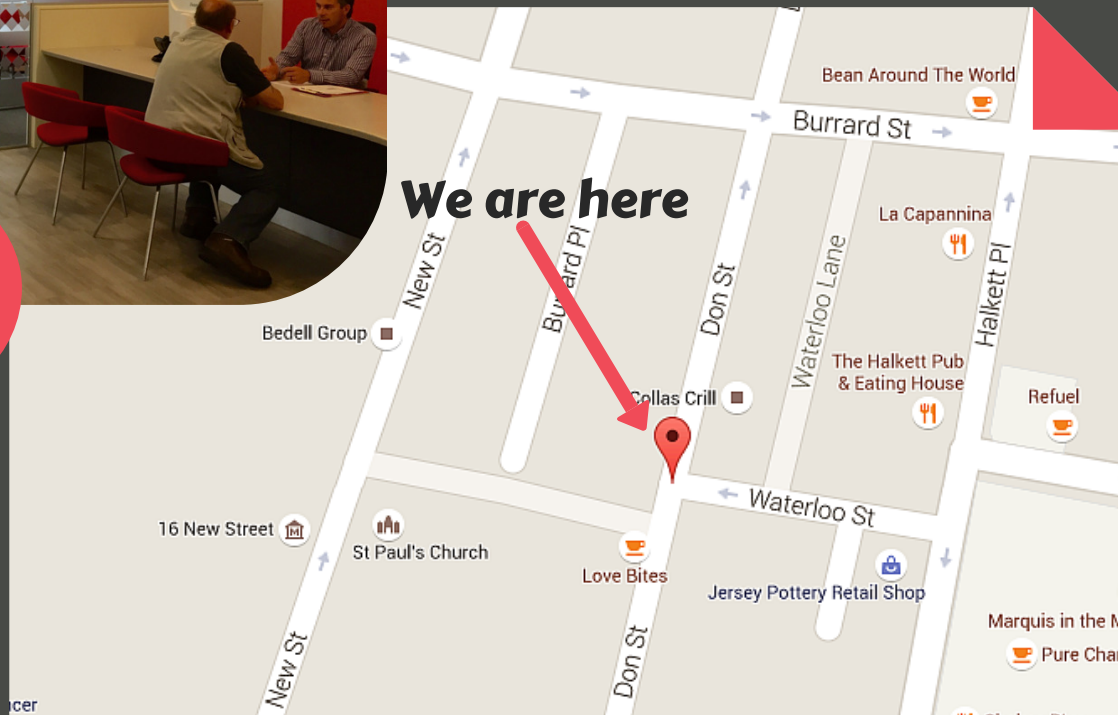 Bean Around The World
Burrard St
We are here
La Capannina
New St
Burrard Pl
Don St
Waterloo Lane
Halkett Pl
Bedell Group
The Halkett Pub
& Eating House
Collas Crill
Refuel
Waterloo St
16 New Street
St Paul's Church
Love Bites
Jersey Pottery Retail Shop
Marquis in the
New St
Don St
Pure